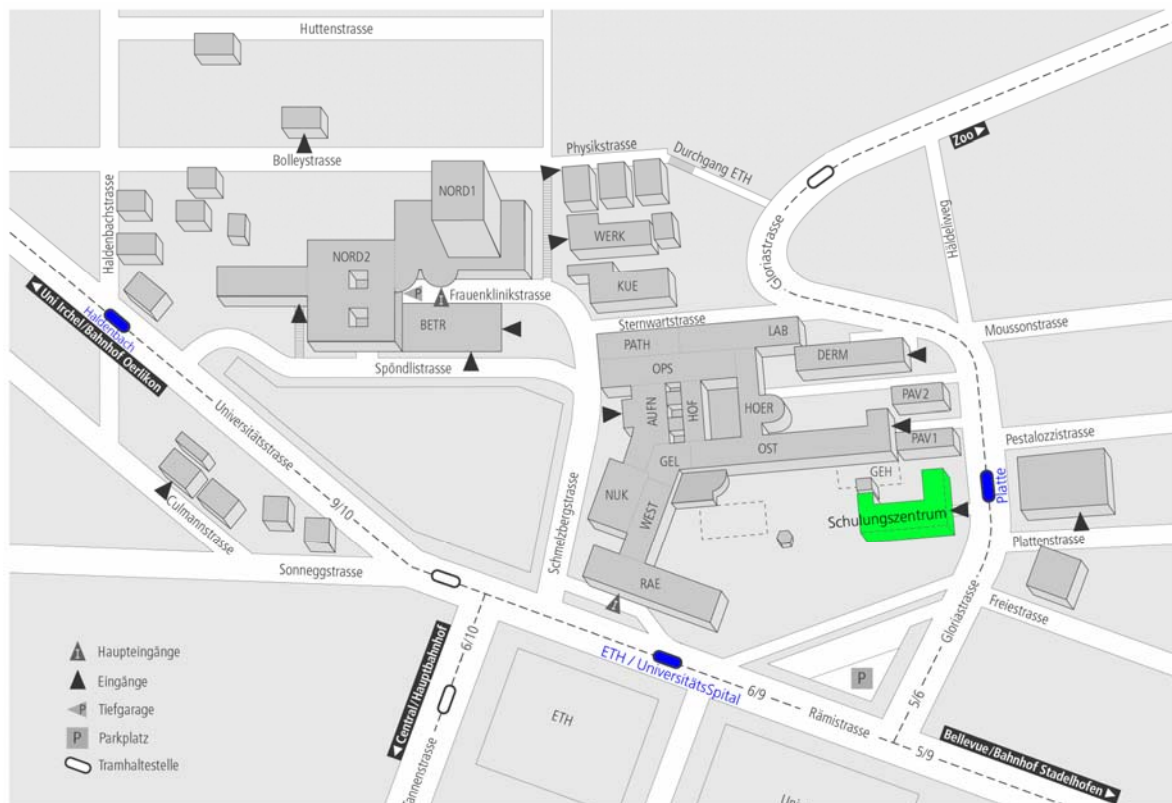 Huttenstrasse
Bolleystrasse
Physikstrasse
Durchgang ETH
Zoo
Haldenbachstrasse
NORD1
WERK
Gloriastrasse
Häldeliweg
NORD2
KUE
P
Frauenklinikstrasse
BETR
Sternwartstrasse
Moussonstrasse
Uni Irchel/Bahnhof Oerlikon
Haldenbach
Spöndlistrasse
PATH
LAB
DERM
OPS
AUFN
HOF
HOER
PAV2
PAV1
Pestalozzistrasse
OST
GEL
GEH
Universitätsstrasse
NUK
WEST
Schulungszentrum
Platte
Culmannstrasse
9/10
Schmelzbergstrasse
Plattenstrasse
Sonneggstrasse
RAE
Freiestrasse
Gloriastrasse
6/10
Central/Hauptbahnhof
ETH / UniversitätsSpital
6/9
P
5/6
Rämistrasse
ETH
5/9
Bellevue/Bahnhof Stadelhofen
Tannenstrasse
Uni
Haupteingänge
Eingänge
P Tiefgarage
P Parkplatz
Tramhaltestelle